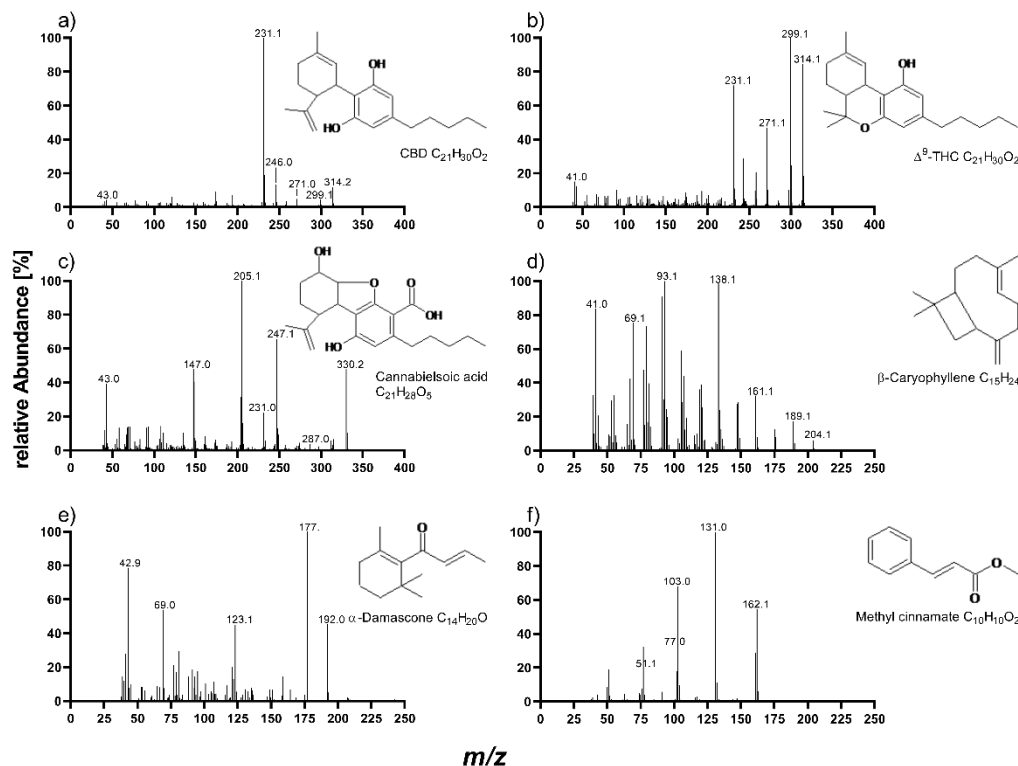 relative Abundance [%]
a)
100
80
60
40
20
0
0 50 100 150 200 250 300 350 400
231.1
246.0
271.0
299.1
314.2
43.0
OH
HO
CBD C21H30O2
b)
100
80
60
40
20
0
0 50 100 150 200 250 300 350 400
299.1
314.1
231.1
271.1
41.0
OH
O
Δ9-THC C21H30O2
c)
100
80
60
40
20
0
0 50 100 150 200 250 300 350 400
205.1
247.1
330.2
147.0
43.0
231.0
287.0
OH
O
O
OH
HO
Cannabielsoic acid
C21H28O5
d)
100
80
60
40
20
0
0 25 50 75 100 125 150 175 200 225 250
93.1
138.1
41.0
69.1
161.1
189.1
204.1
β-Caryophyllene C15H24
e)
100
80
60
40
20
0
0 25 50 75 100 125 150 175 200 225 250
177.
42.9
69.0
123.1
192.0
O
α-Damascone C14H20O
f)
100
80
60
40
20
0
0 25 50 75 100 125 150 175 200 225 250
131.0
103.0
162.1
77.0
51.1
O
O
Methyl cinnamate C10H10O2
m/z